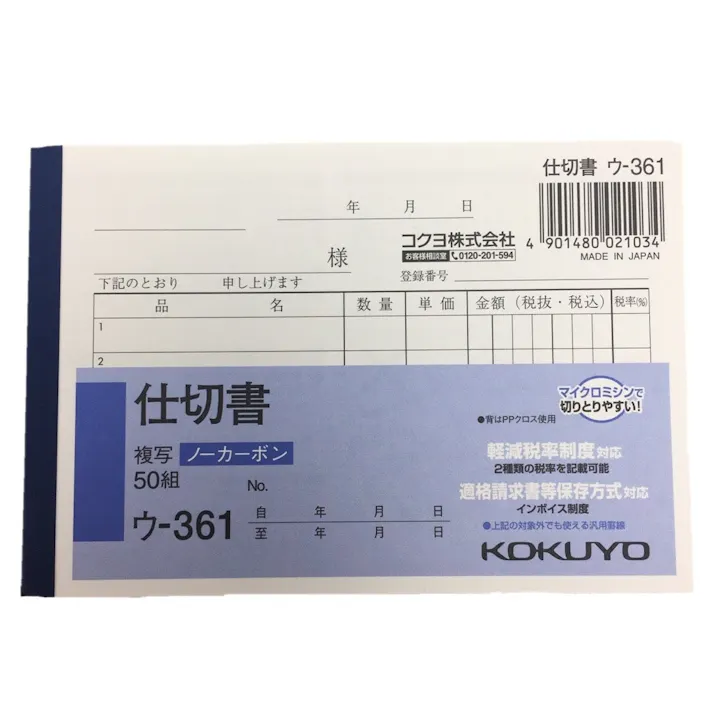 仕切書 ウ-361
年 月 日
コクヨ株式会社
お客様相談室 0120-201-594
4 901480 021034
MADE IN JAPAN
様
下記のとおり 申し上げます
登録番号
品 名 数量 単価 金額（税抜・税込） 税率(%)
1
2
仕切書
マイクロミシンで
切りとりやすい!
●背はPPクロス使用
複写 ノーカーボン
50組
No.
軽減税率制度対応
2種類の税率を記載可能
適格請求書等保存方式対応
インボイス制度
ウ-361
自 年 月 日
至 年 月 日
●上記の対象外でも使える汎用罫線
KOKUYO